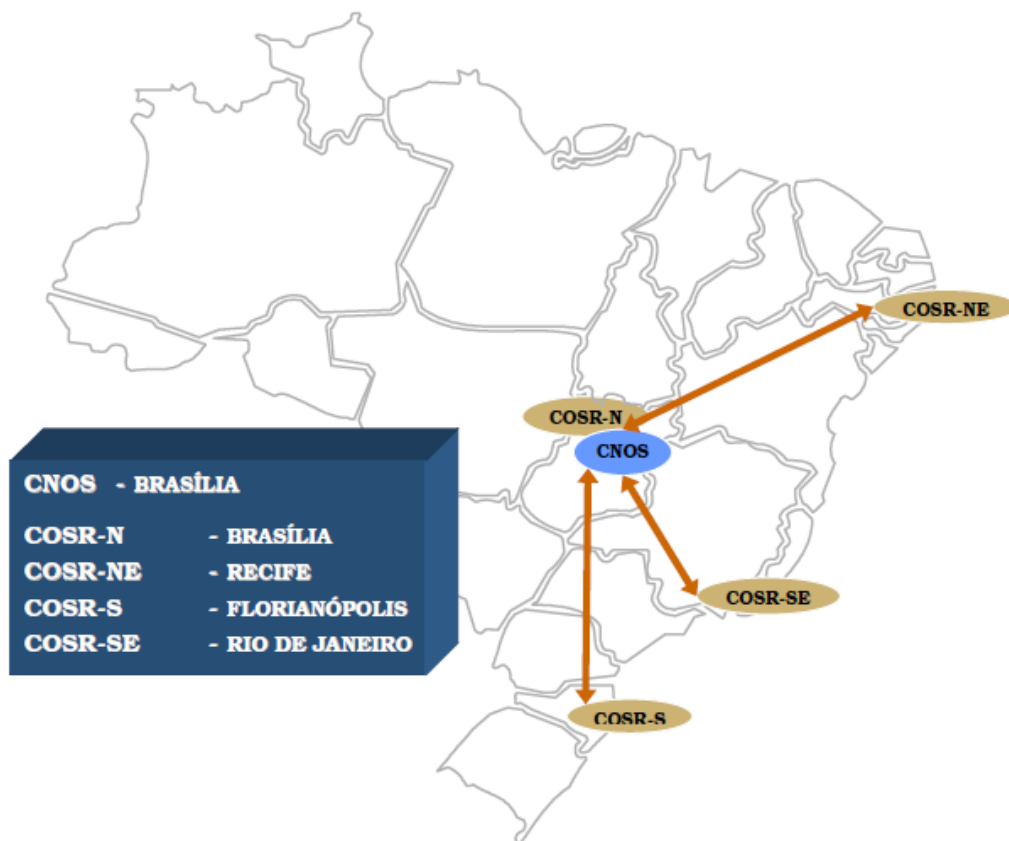 COSR-NE
COSR-N
CNOS
CNOS - BRASÍLIA
COSR-N - BRASÍLIA
COSR-NE - RECIFE
COSR-S - FLORIANÓPOLIS
COSR-SE - RIO DE JANEIRO
COSR-SE
COSR-S